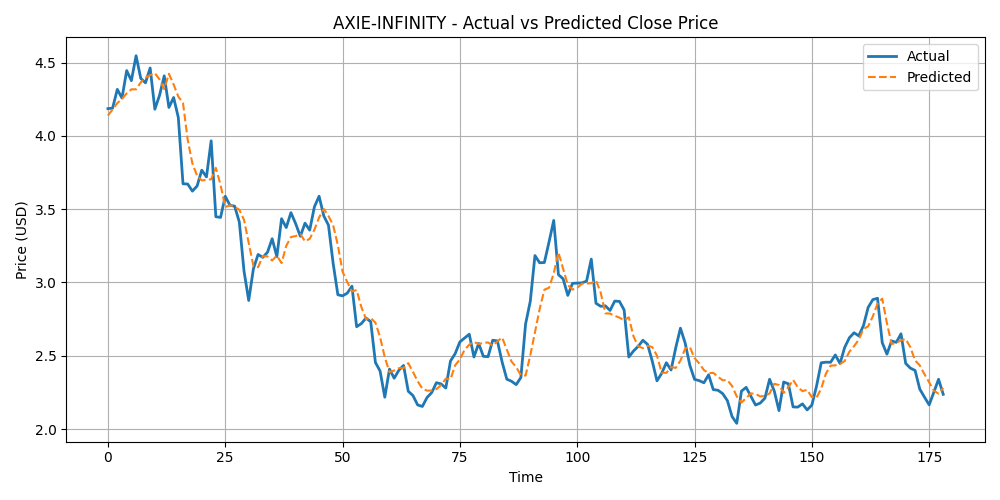 AXIE-INFINITY - Actual vs Predicted Close Price
Actual
Predicted
Price (USD)
4.5
4.0
3.5
3.0
2.5
2.0
0 25 50 75 100 125 150 175
Time